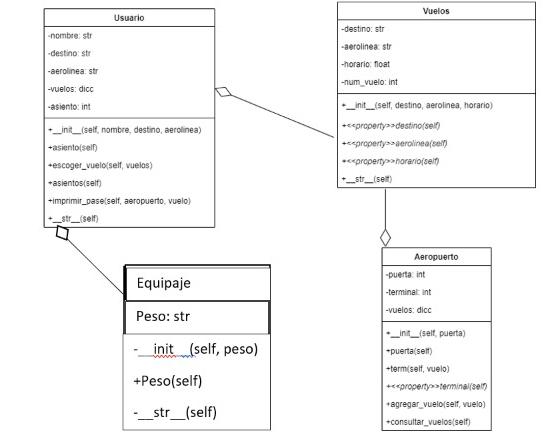 Usuario
-nombre: str
-destino: str
-aerolinea: str
-vuelos: dicc
-asiento: int
+__init__(self, nombre, destino, aerolinea)
+asiento(self)
+escoger_vuelo(self, vuelos)
+asientos(self)
+imprimir_pase(self, aeropuerto, vuelo)
+__str__(self)
Vuelos
-destino: str
-aerolinea: str
-horario: float
-num_vuelo: int
+__init__(self, destino, aerolinea, horario)
+<<property>>destino(self)
+<<property>>aerolinea(self)
+<<property>>horario(self)
+__str__(self)
Equipaje
Peso: str
-__init__(self, peso)
+Peso(self)
-__str__(self)
Aeropuerto
-puerta: int
-terminal: int
-vuelos: dicc
+__init__(self, puerta)
+puerta(self)
+term(self, vuelo)
+<<property>>terminal(self)
+agregar_vuelo(self, vuelo)
+consultar_vuelos(self)